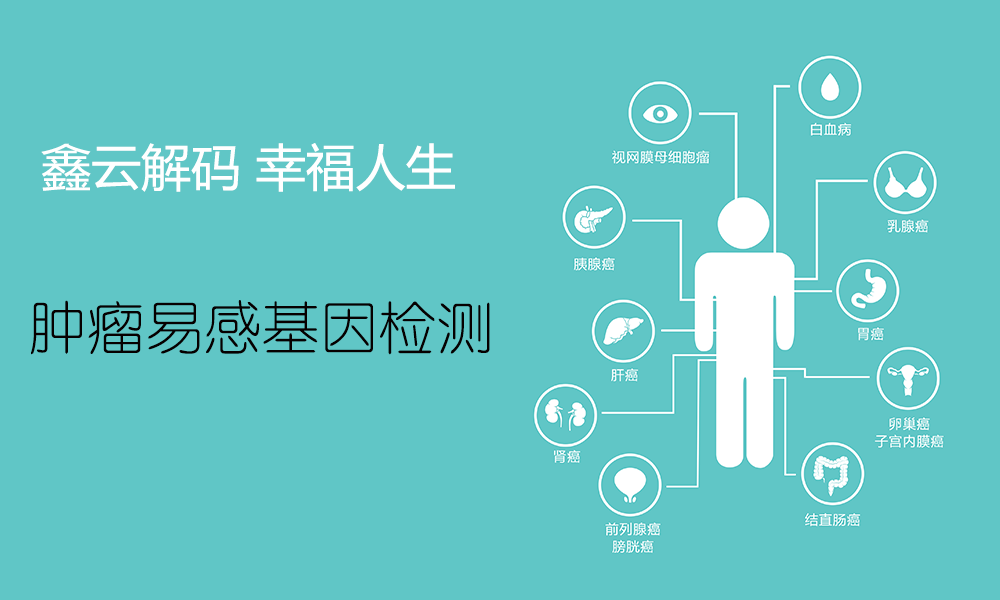 鑫云解码 幸福人生
肿瘤易感基因检测
白血病
视网膜母细胞瘤
乳腺癌
胰腺癌
胃癌
肝癌
卵巢癌
子宫内膜癌
肾癌
结直肠癌
前列腺癌
膀胱癌